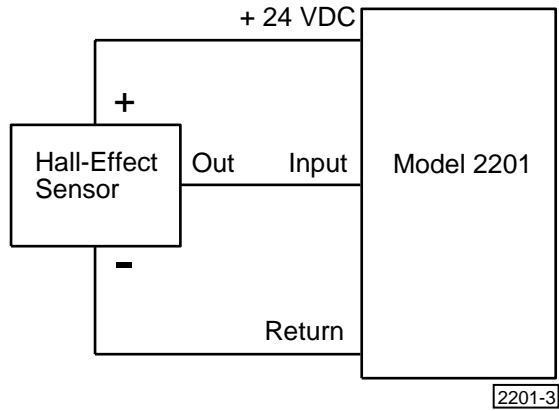 + 24 VDC
+
Hall-Effect
Sensor
Out
Input
Model 2201
-
Return
2201-3